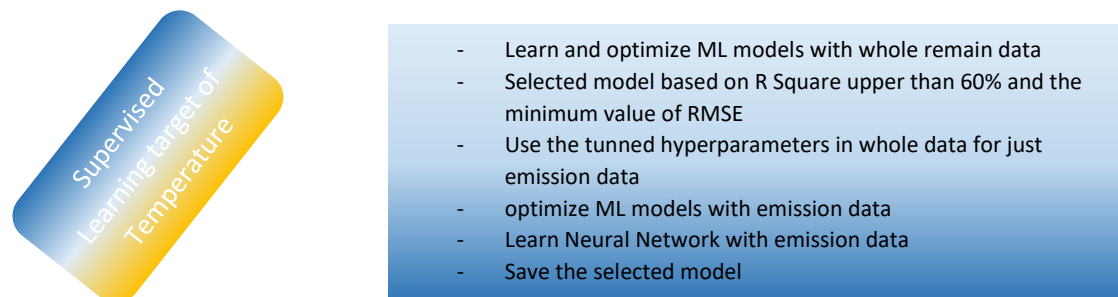 Supervised
Learning target of
Temperature
- Learn and optimize ML models with whole remain data
- Selected model based on R Square upper than 60% and the
minimum value of RMSE
- Use the tunned hyperparameters in whole data for just
emission data
- optimize ML models with emission data
- Learn Neural Network with emission data
- Save the selected model